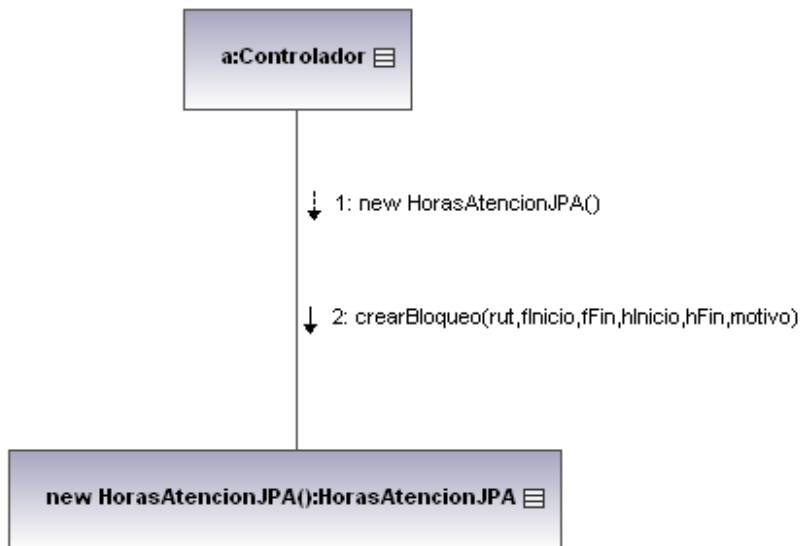 a:Controlador
1: new HorasAtencionJPA()
2: crearBloqueo(rut,fInicio,fFin,hInicio,hFin,motivo)
new HorasAtencionJPA():HorasAtencionJPA